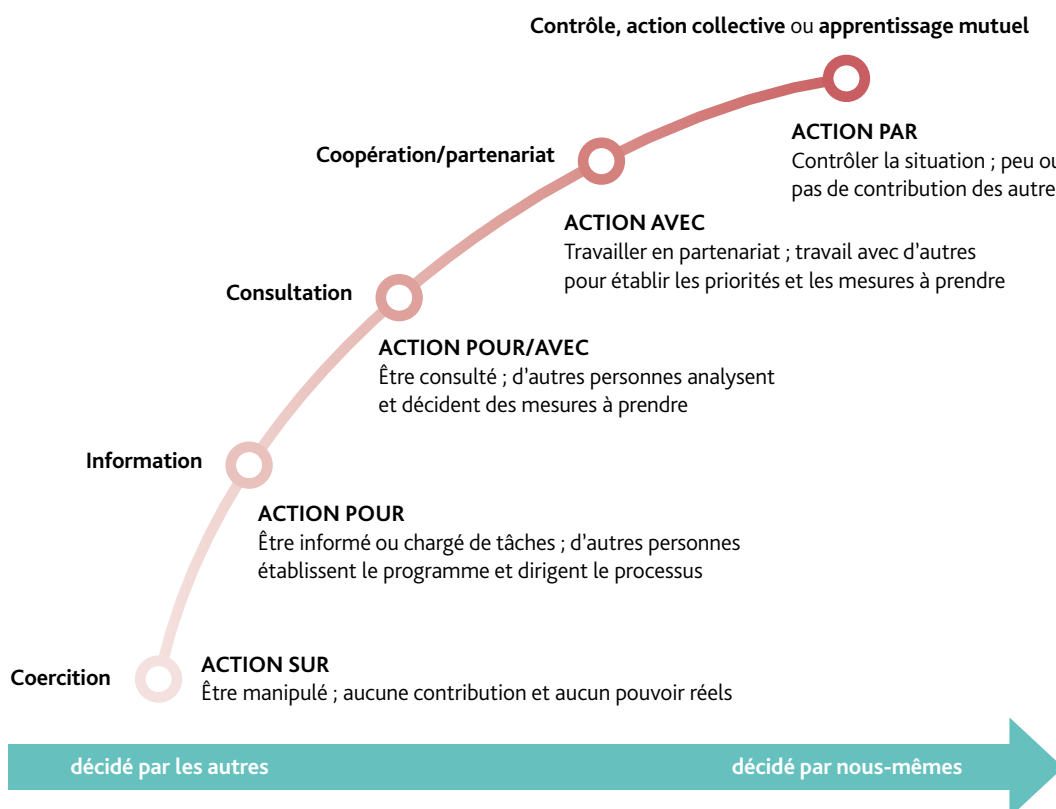 Contrôle, action collective ou apprentissage mutuel
ACTION PAR
Contrôler la situation ; peu ou
pas de contribution des autre
Coopération/partenariat
ACTION AVEC
Travailler en partenariat ; travail avec d'autres
pour établir les priorités et les mesures à prendre
Consultation
ACTION POUR/AVEC
Être consulté ; d'autres personnes analysent
et décident des mesures à prendre
Information
ACTION POUR
Être informé ou chargé de tâches ; d'autres personnes
établissent le programme et dirigent le processus
Coercition
ACTION SUR
Être manipulé ; aucune contribution et aucun pouvoir réels
décidé par les autres
décidé par nous-mêmes